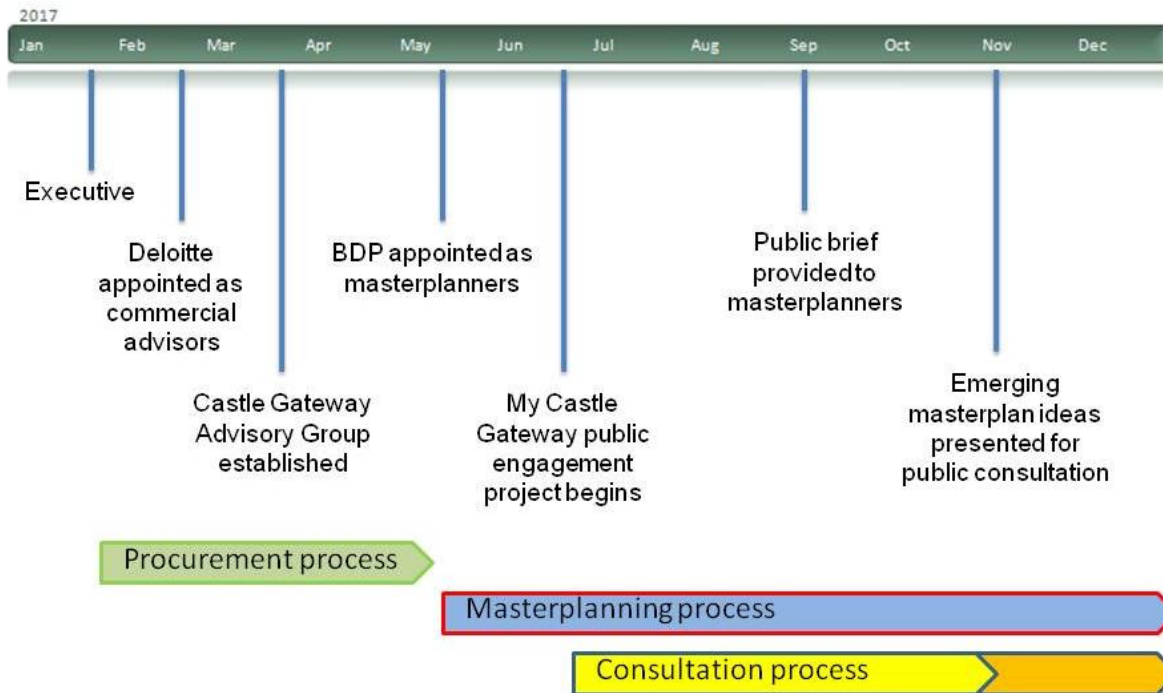 2017
Jan Feb Mar Apr May Jun Jul Aug Sep Oct Nov Dec
Executive
Deloitte
appointed as
commercial
advisors
BDP appointed as
masterplanners
Public brief
provided to
masterplanners
Castle Gateway
Advisory Group
established
My Castle
Gateway public
engagement
project begins
Emerging
masterplan ideas
presented for
public consultation
Procurement process
Masterplanning process
Consultation process